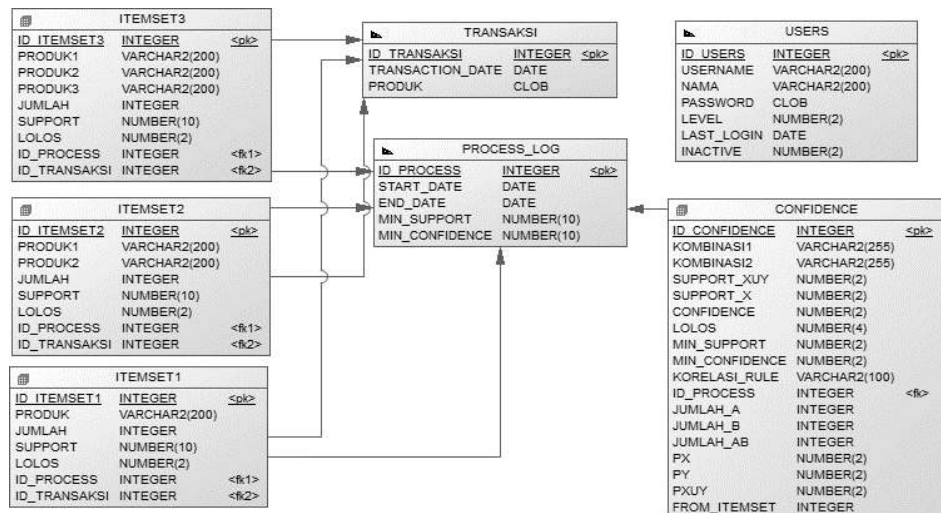 ITEMSET3
ID_ITEMSET3 INTEGER <pk>
PRODUK1 VARCHAR2(200)
PRODUK2 VARCHAR2(200)
PRODUK3 VARCHAR2(200)
JUMLAH INTEGER
SUPPORT NUMBER(10)
LOLOS NUMBER(2)
ID_PROCESS INTEGER <fk1>
ID_TRANSAKSI INTEGER <fk2>
TRANSAKSI
ID_TRANSAKSI INTEGER <pk>
TRANSACTION_DATE DATE
PRODUK CLOB
USERS
ID_USERS INTEGER <pk>
USERNAME VARCHAR2(200)
NAMA VARCHAR2(200)
PASSWORD CLOB
LEVEL NUMBER(2)
LAST_LOGIN DATE
INACTIVE NUMBER(2)
PROCESS_LOG
ID_PROCESS INTEGER <pk>
START_DATE DATE
END_DATE DATE
MIN_SUPPORT NUMBER(10)
MIN_CONFIDENCE NUMBER(10)
ITEMSET2
ID_ITEMSET2 INTEGER <pk>
PRODUK1 VARCHAR2(200)
PRODUK2 VARCHAR2(200)
JUMLAH INTEGER
SUPPORT NUMBER(10)
LOLOS NUMBER(2)
ID_PROCESS INTEGER <fk1>
ID_TRANSAKSI INTEGER <fk2>
CONFIDENCE
ID_CONFIDENCE INTEGER <pk>
KOMBINASI1 VARCHAR2(255)
KOMBINASI2 VARCHAR2(255)
SUPPORT_XUY NUMBER(2)
SUPPORT_X NUMBER(2)
CONFIDENCE NUMBER(2)
LOLOS NUMBER(4)
MIN_SUPPORT NUMBER(2)
MIN_CONFIDENCE NUMBER(2)
KORELASI_RULE VARCHAR2(100)
ID_PROCESS INTEGER <fk>
JUMLAH_A INTEGER
JUMLAH_B INTEGER
JUMLAH_AB INTEGER
PX NUMBER(2)
PY NUMBER(2)
PXUY NUMBER(2)
FROM_ITEMSET INTEGER
ITEMSET1
ID_ITEMSET1 INTEGER <pk>
PRODUK VARCHAR2(200)
JUMLAH INTEGER
SUPPORT NUMBER(10)
LOLOS NUMBER(2)
ID_PROCESS INTEGER <fk1>
ID_TRANSAKSI INTEGER <fk2>